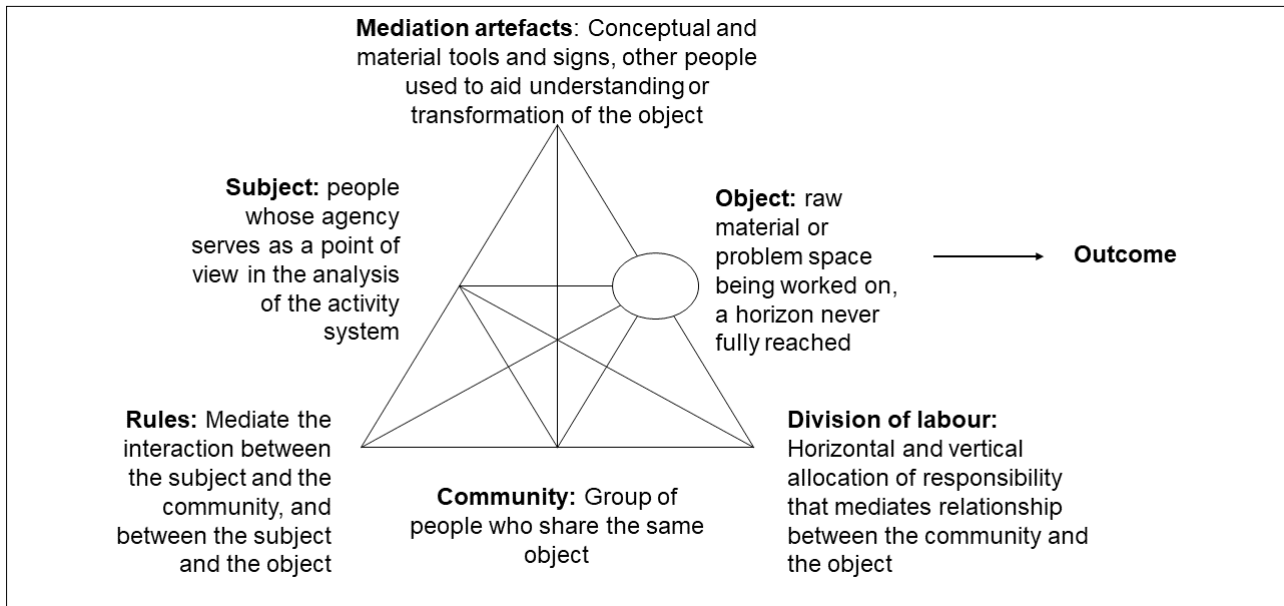 Mediation artefacts: Conceptual and
material tools and signs, other people
used to aid understanding or
transformation of the object
Subject: people
whose agency
serves as a point of
view in the analysis
of the activity
system
Object: raw
material or
problem space
being worked on,
a horizon never
fully reached
Outcome
Rules: Mediate the
interaction between
the subject and the
community, and
between the subject
and the object
Community: Group of
people who share the same
object
Division of labour:
Horizontal and vertical
allocation of responsibility
that mediates relationship
between the community and
the object